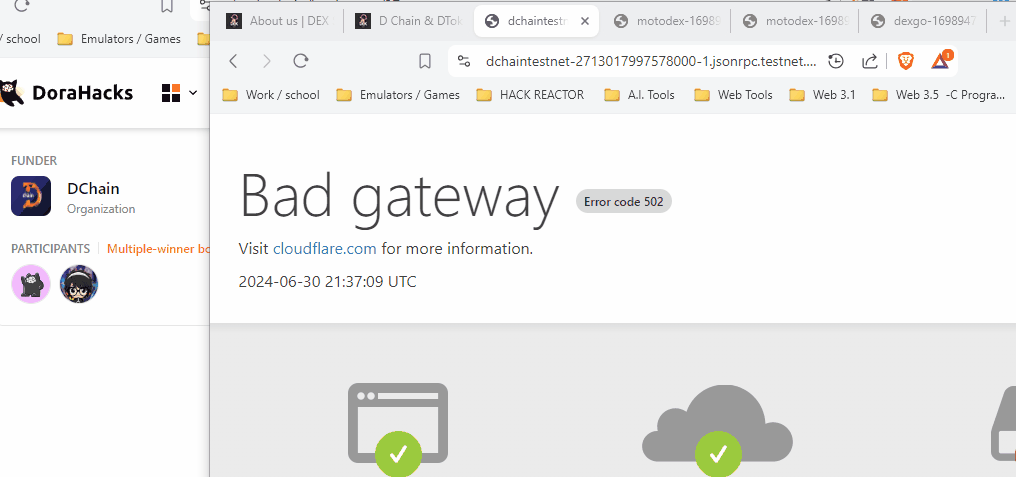 About us | DEX
D Chain & DTok
dchaintestn
motodex-16989
motodex-16989
dexgo-1698947
dchaintestnet-2713017997578000-1.jsonrpc.testnet....
1
/ school
Emulators / Games
Work / school
Emulators / Games
HACK REACTOR
A.I. Tools
Web Tools
Web 3.1
Web 3.5 -C Progra...
DoraHacks
FUNDER
DChain
Organization
PARTICIPANTS
Multiple-winner bo
Bad gateway
Error code 502
Visit cloudflare.com for more information.
2024-06-30 21:37:09 UTC